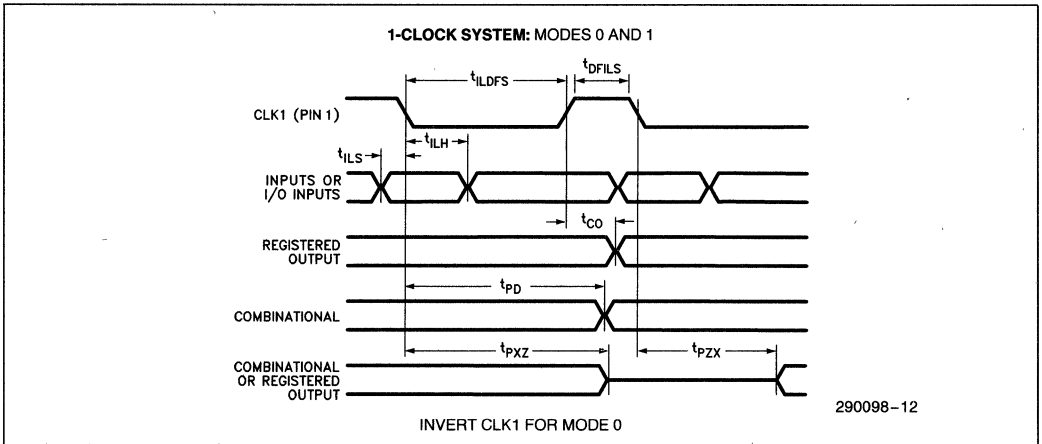 1-CLOCK SYSTEM: MODES 0 AND 1
tILDFS
tDFILS
CLK1 (PIN 1)
tILH
tILS
INPUTS OR
I/O INPUTS
tCO
REGISTERED
OUTPUT
tPD
COMBINATIONAL
tPXZ
tPZX
COMBINATIONAL
OR REGISTERED
OUTPUT
290098–12
INVERT CLK1 FOR MODE 0